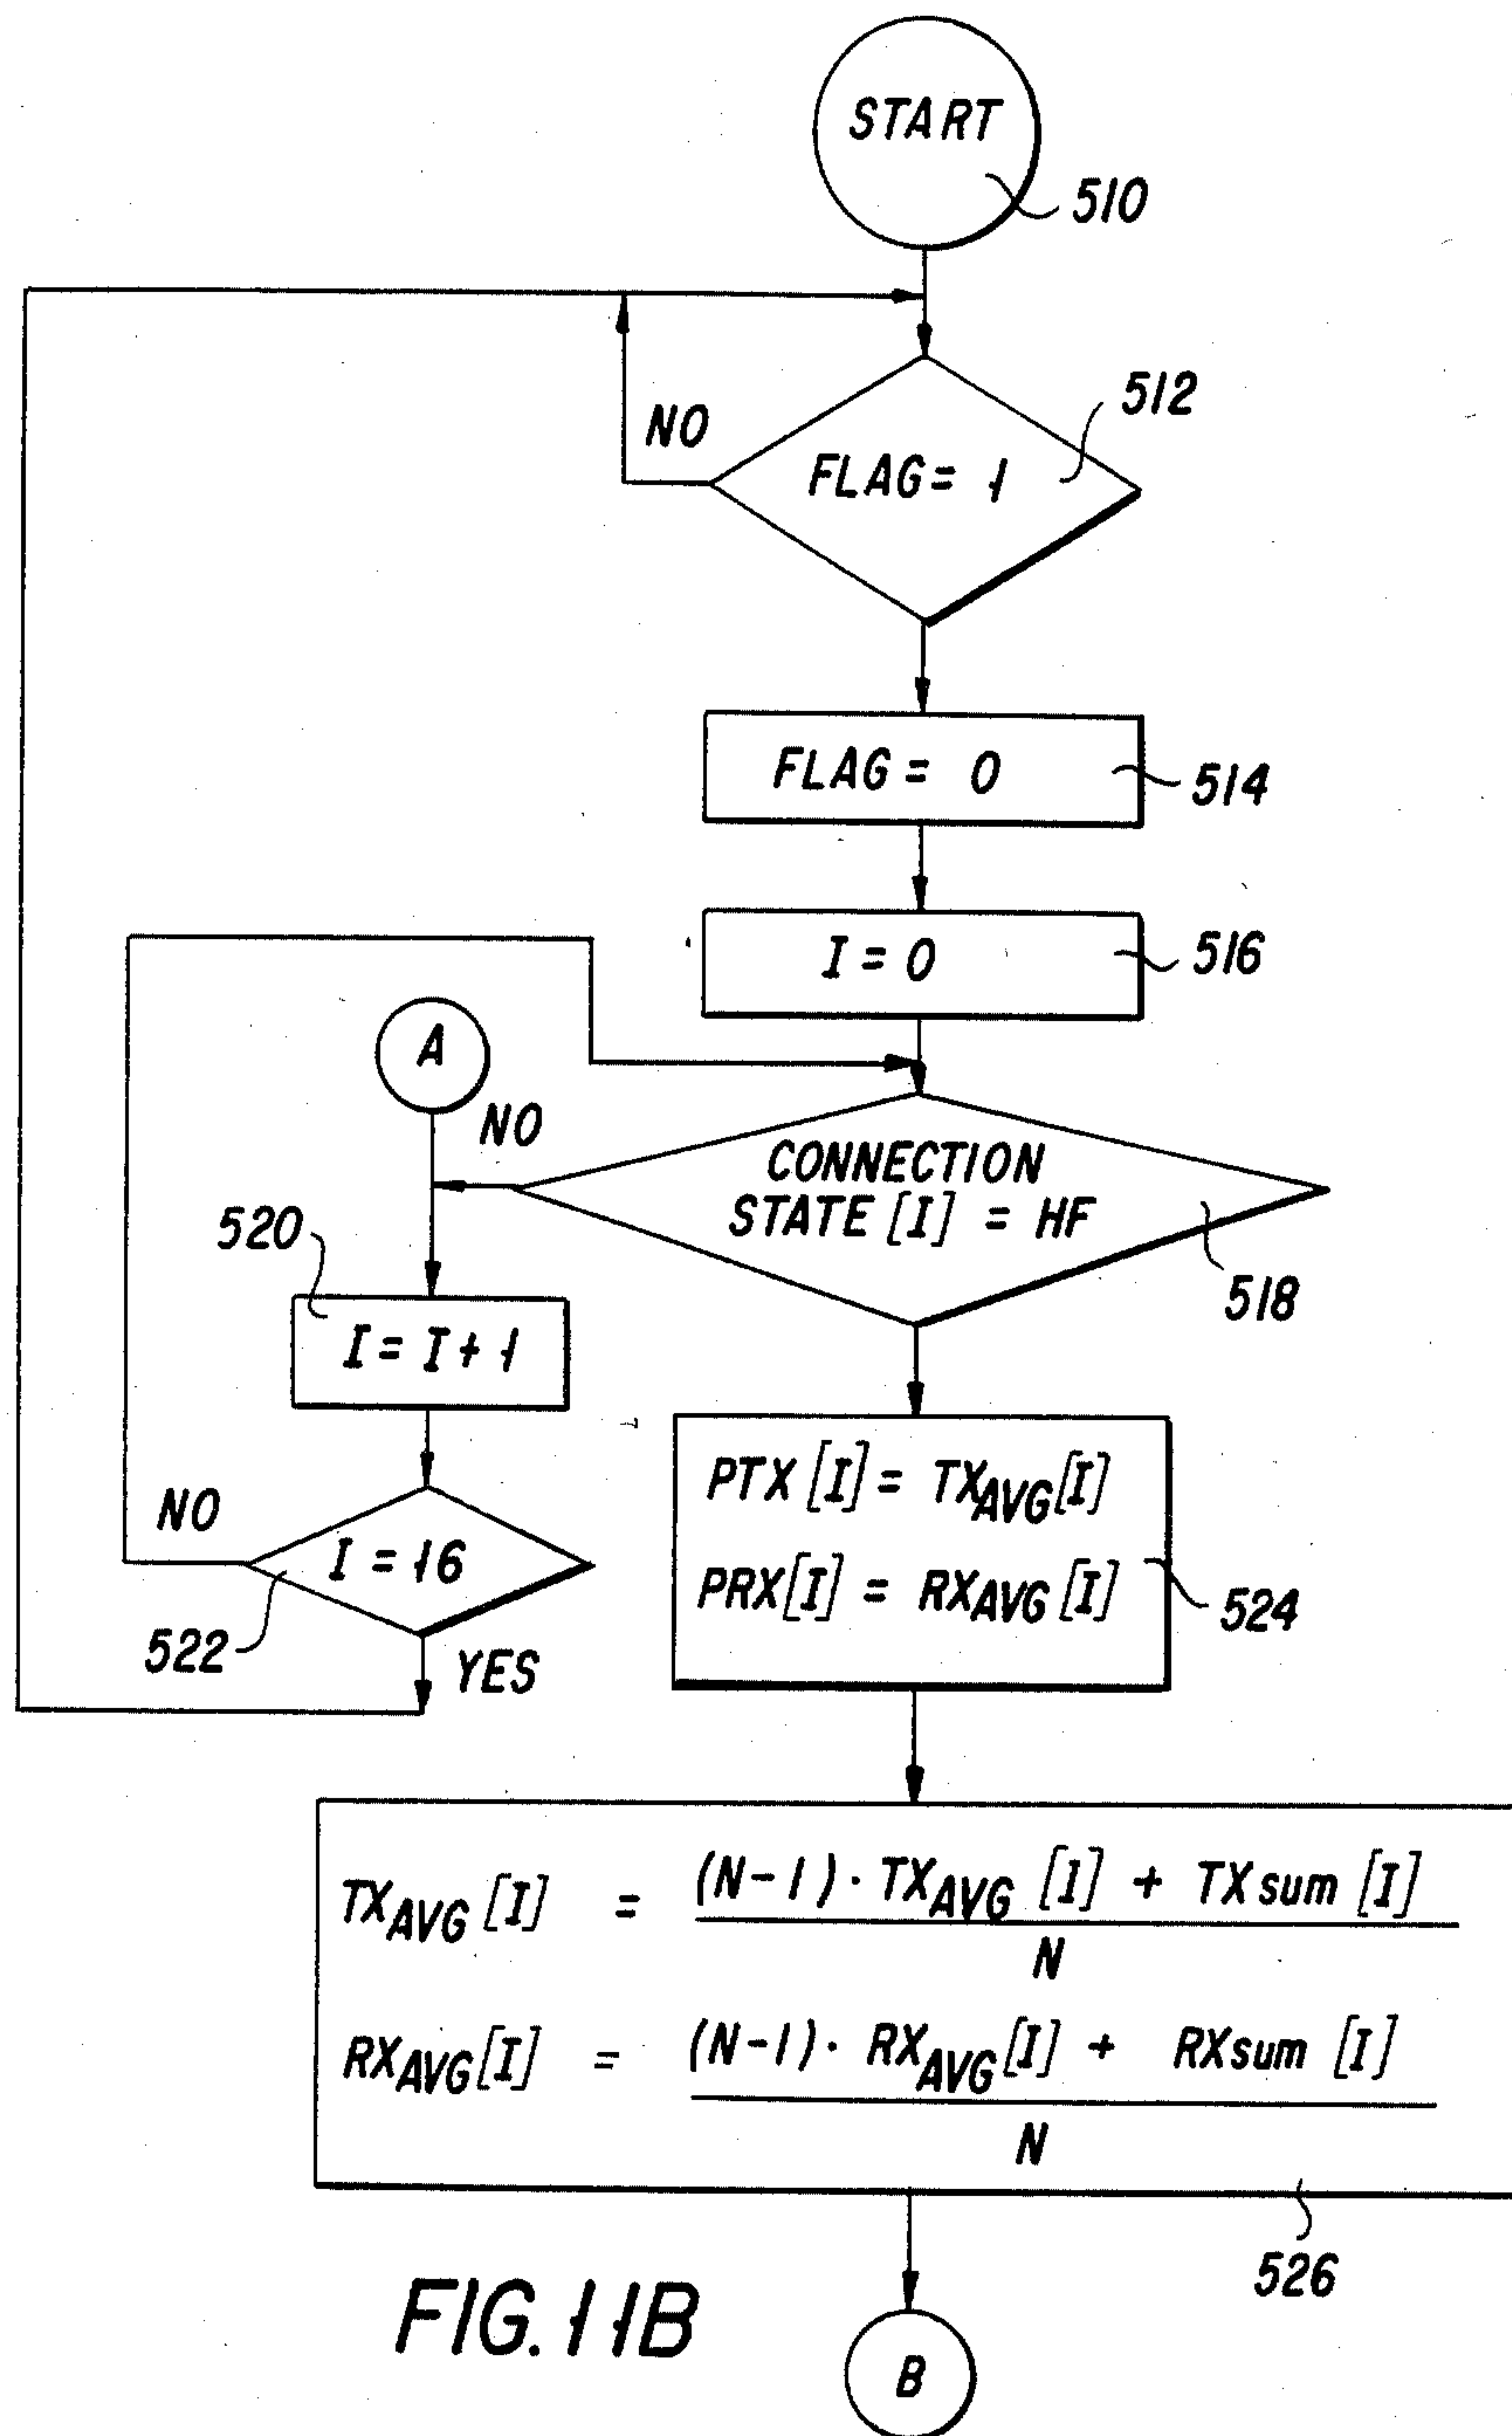 START
510
512
NO
FLAG = 1
FLAG = 0
514
I = 0
516
A
NO
CONNECTION
STATE [I] = HF
518
520
I = I + 1
PTX [I] = TXAVG [I]
NO
I = 16
PRX [I] = RXAVG [I]
524
522
YES
TXAVG [I] = (N-1) · TXAVG [I] + TXsum [I]
N
RXAVG [I] = (N-1) · RXAVG [I] + RXsum [I]
N
526
FIG. 11B
B